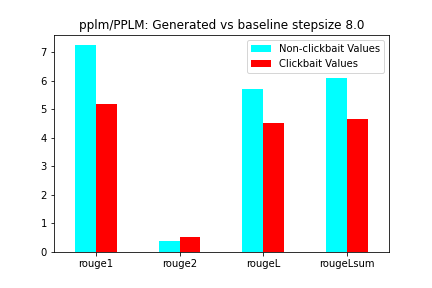 pplm/PPLM: Generated vs baseline stepsize 8.0
Non-clickbait Values
Clickbait Values
7
6
5
4
3
2
1
0
rouge1 rouge2 rougeL rougeLsum